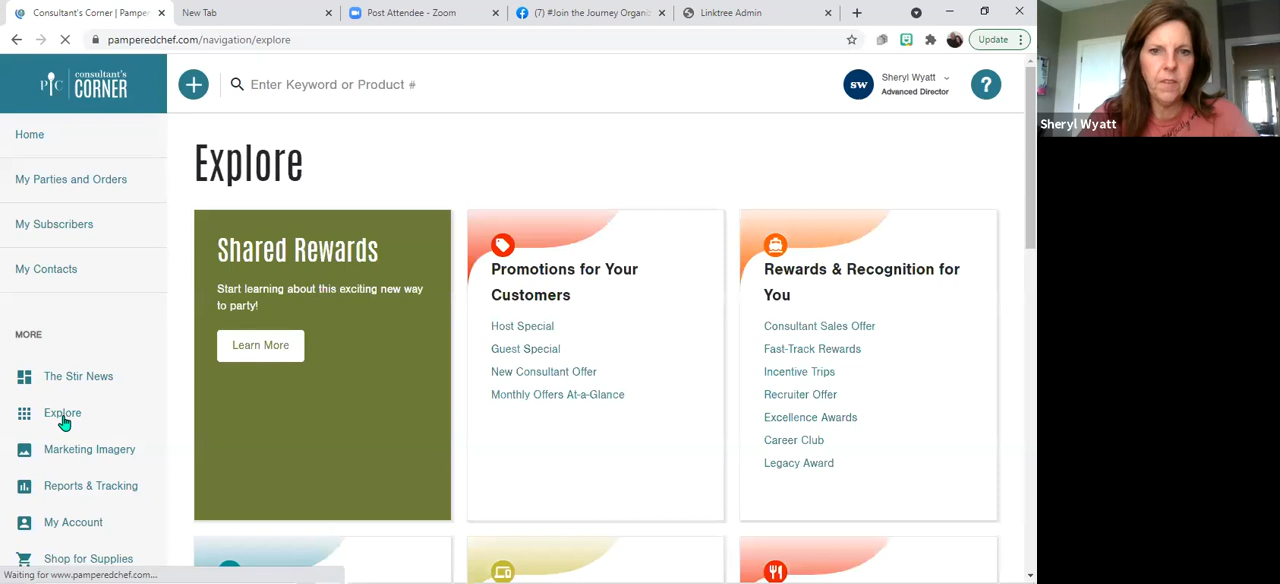 Consultant's Corner | Pamper
New Tab
Post Attendee - Zoom
(7) #Join the Journey Organiz
Linktree Admin
pamperedchef.com/navigation/explore
Update
consultant's
CORNER
Enter Keyword or Product #
SW
Sheryl Wyatt
Advanced Director
?
Sheryl Wyatt
Home
My Parties and Orders
My Subscribers
My Contacts
MORE
The Stir News
Explore
Marketing Imagery
Reports & Tracking
My Account
Shop for Supplies
Waiting for www.pamperedchef.com...
Explore
Shared Rewards
Start learning about this exciting new way
to party!
Learn More
Promotions for Your
Customers
Host Special
Guest Special
New Consultant Offer
Monthly Offers At-a-Glance
Rewards & Recognition for
You
Consultant Sales Offer
Fast-Track Rewards
Incentive Trips
Recruiter Offer
Excellence Awards
Career Club
Legacy Award